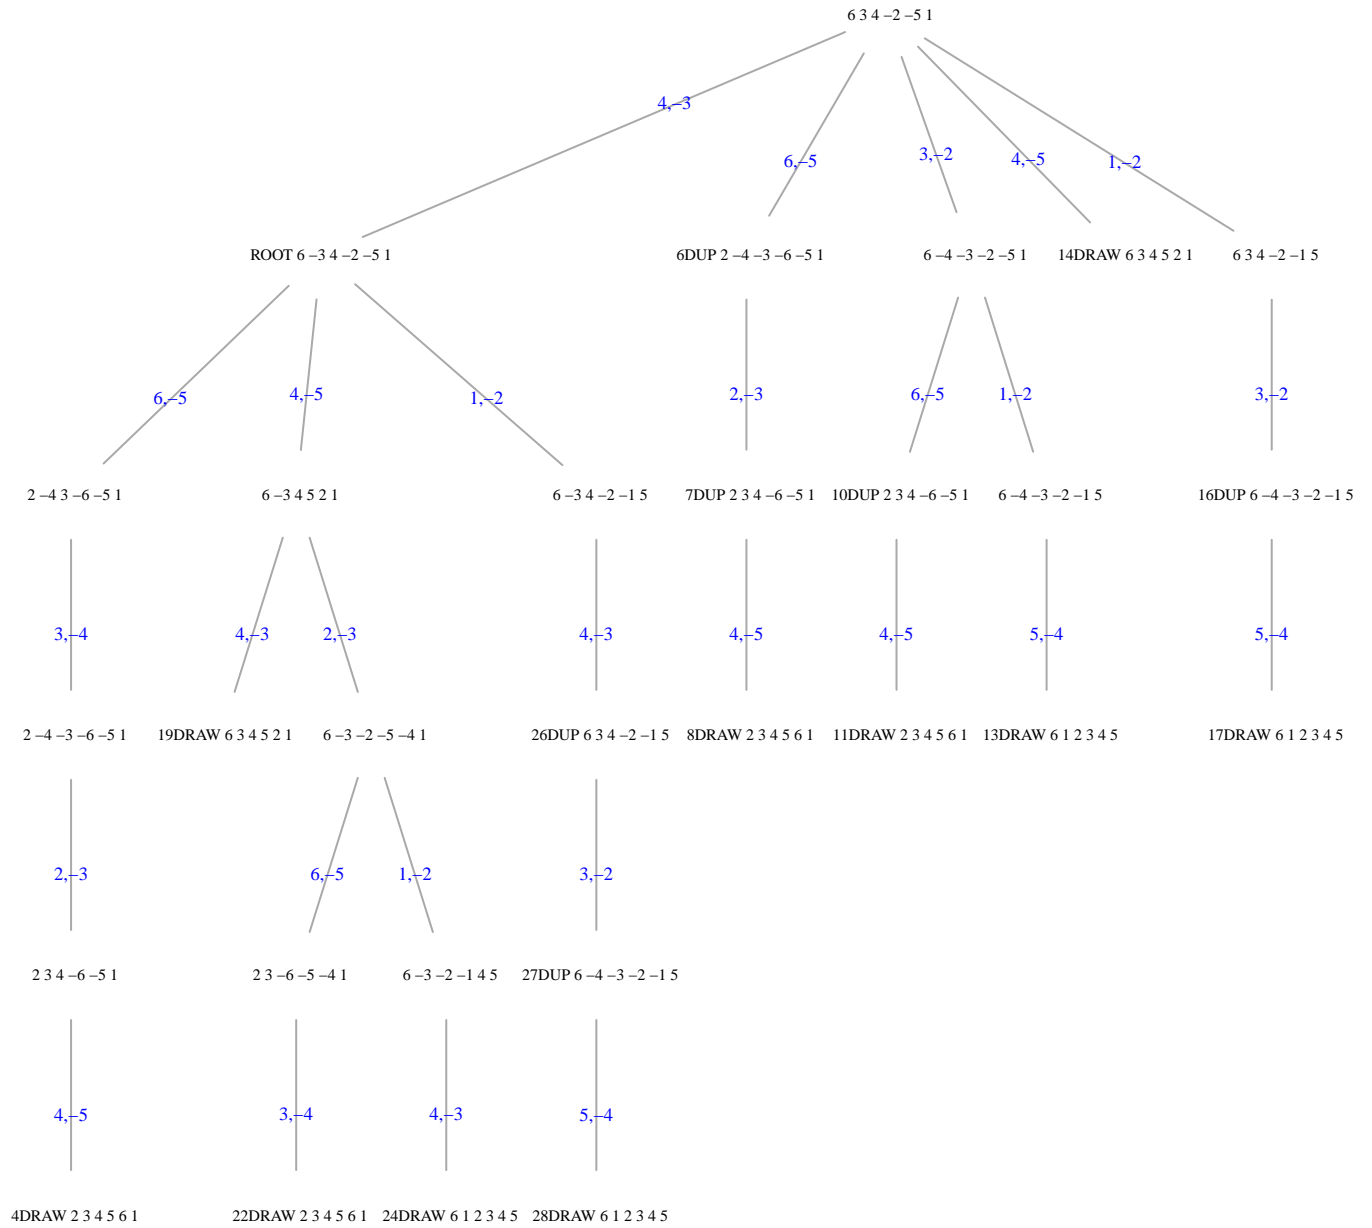 6 3 4 −2 −5 1
4,−3
6,−5
3,−2
4,−5
1,−2
ROOT 6 −3 4 −2 −5 1
6DUP 2 −4 −3 −6 −5 1
6 −4 −3 −2 −5 1
14DRAW 6 3 4 5 2 1
6 3 4 −2 −1 5
6,−5
4,−5
1,−2
2,−3
6,−5
1,−2
3,−2
2 −4 3 −6 −5 1
6 −3 4 5 2 1
6 −3 4 −2 −1 5
7DUP 2 3 4 −6 −5 1
10DUP 2 3 4 −6 −5 1
6 −4 −3 −2 −1 5
16DUP 6 −4 −3 −2 −1 5
3,−4
4,−3
2,−3
4,−3
4,−5
4,−5
5,−4
5,−4
2 −4 −3 −6 −5 1
19DRAW 6 3 4 5 2 1
6 −3 −2 −5 −4 1
26DUP 6 3 4 −2 −1 5
8DRAW 2 3 4 5 6 1
11DRAW 2 3 4 5 6 1
13DRAW 6 1 2 3 4 5
17DRAW 6 1 2 3 4 5
2,−3
6,−5
1,−2
3,−2
2 3 4 −6 −5 1
2 3 −6 −5 −4 1
6 −3 −2 −1 4 5
27DUP 6 −4 −3 −2 −1 5
4,−5
3,−4
4,−3
5,−4
4DRAW 2 3 4 5 6 1
22DRAW 2 3 4 5 6 1
24DRAW 6 1 2 3 4 5
28DRAW 6 1 2 3 4 5